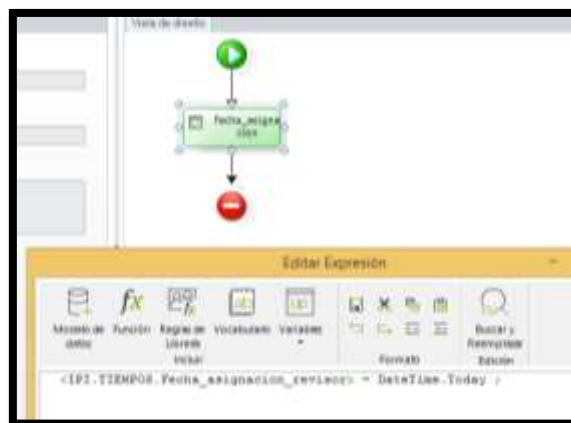 Vista de diseño
Fecha_asigna
cion
Editar Expresión
Modelo de datos
Función
Reglas de Librería
Vocabulario
Variables
Buscar y Reemplazar
Incluir
Formato
Edición
<IPI.TIEMPOS.Fecha_asignacion_revisor> = DateTime.Today ;